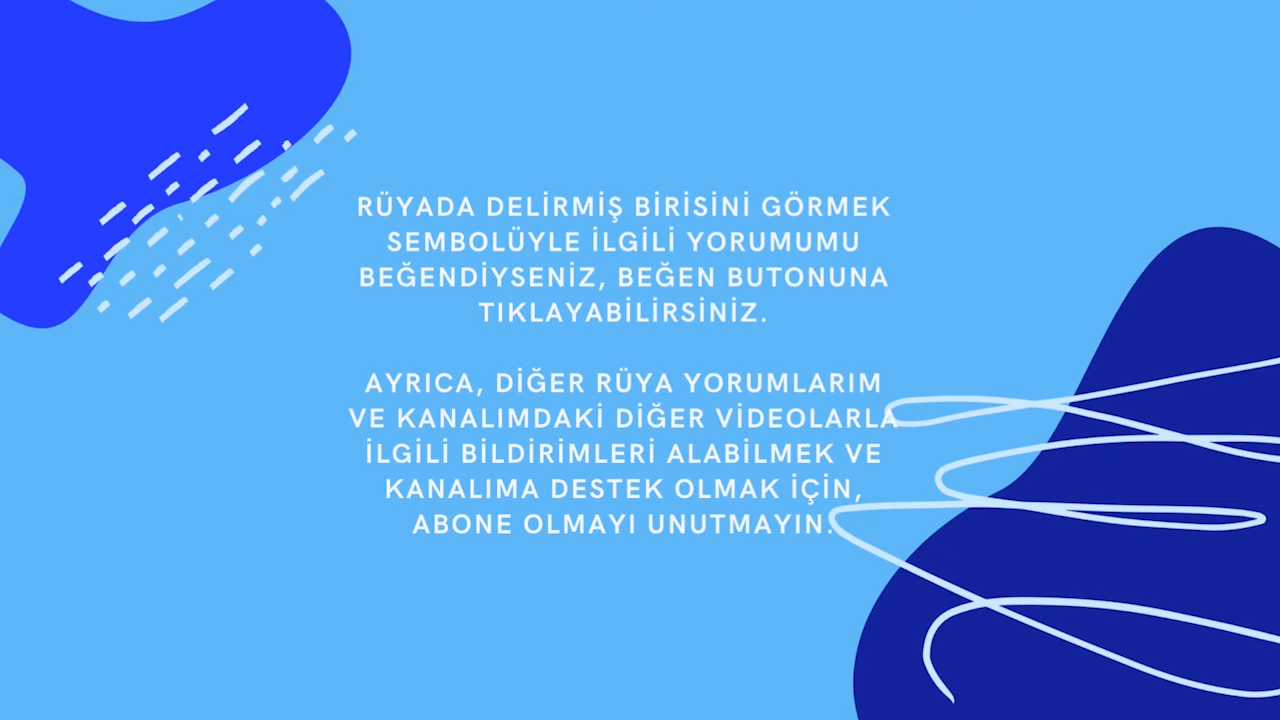 RÜYADA DELİRMİŞ BİRİSİNİ GÖRMEK
SEMBOLÜYLE İLGİLİ YORUMUMU
BEĞENDİYSENİZ, BEĞEN BUTONUNA
TIKLAYABİLİRSİNİZ.
AYRICA, DİĞER RÜYA YORUMLARIM
VE KANALIMDAKİ DİĞER VİDEOLARLA
İLGİLİ BİLDİRİMLERİ ALABİLMEK VE
KANALIMA DESTEK OLMAK İÇİN,
ABONE OLMAYI UNUTMAYIN.